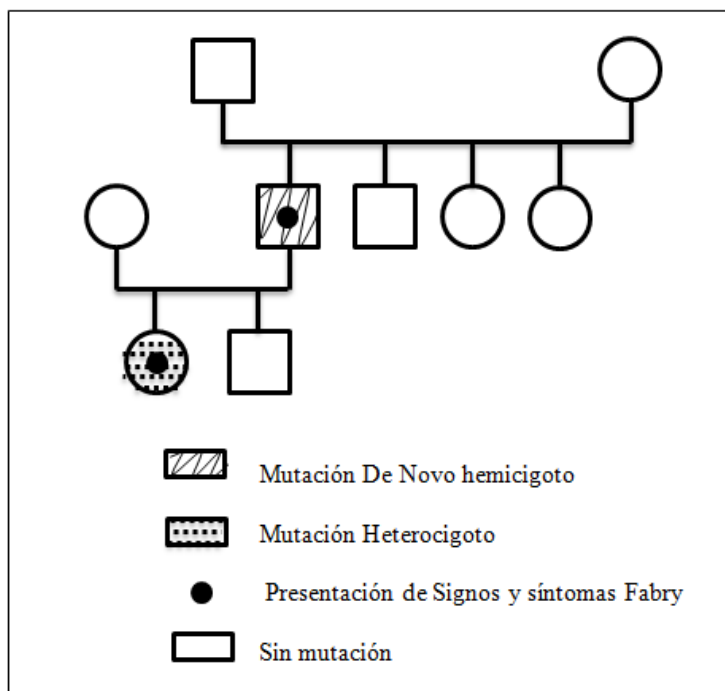 Mutación De Novo hemicigoto
Mutación Heterocigoto
Presentación de Signos y síntomas Fabry
Sin mutación